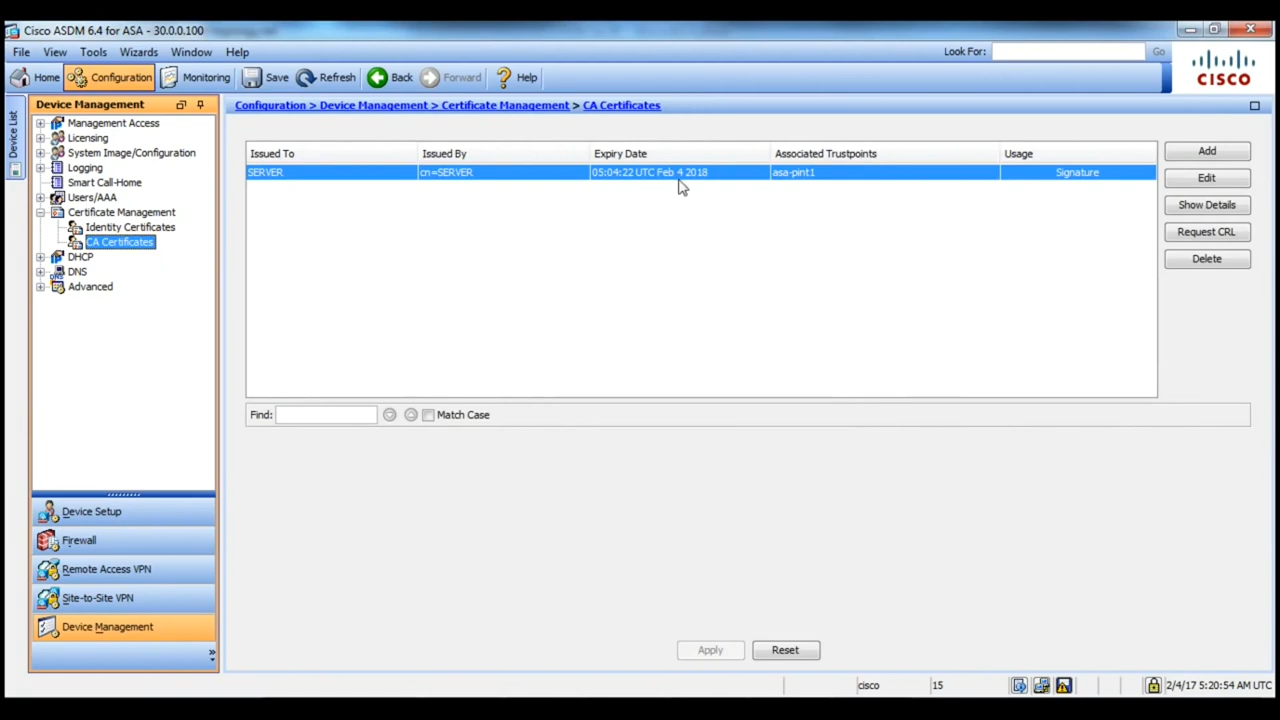 Cisco ASDM 6.4 for ASA - 30.0.0.100
File View Tools Wizards Window Help Look For: Go
Home Configuration Monitoring Save Refresh Back Forward Help
CISCO
Device List
Device Management
Management Access
Licensing
System Image/Configuration
Logging
Smart Call-Home
Users/AAA
Certificate Management
Identity Certificates
CA Certificates
DHCP
DNS
Advanced
Device Setup
Firewall
Remote Access VPN
Site-to-Site VPN
Device Management
Configuration > Device Management > Certificate Management > CA Certificates
Issued To Issued By Expiry Date Associated Trustpoints Usage
SERVER cn=SERVER 05:04:22 UTC Feb 4 2018 asa-pint1 Signature
Add
Edit
Show Details
Request CRL
Delete
Find: Match Case
Apply Reset
cisco 15 2/4/17 5:20:54 AM UTC